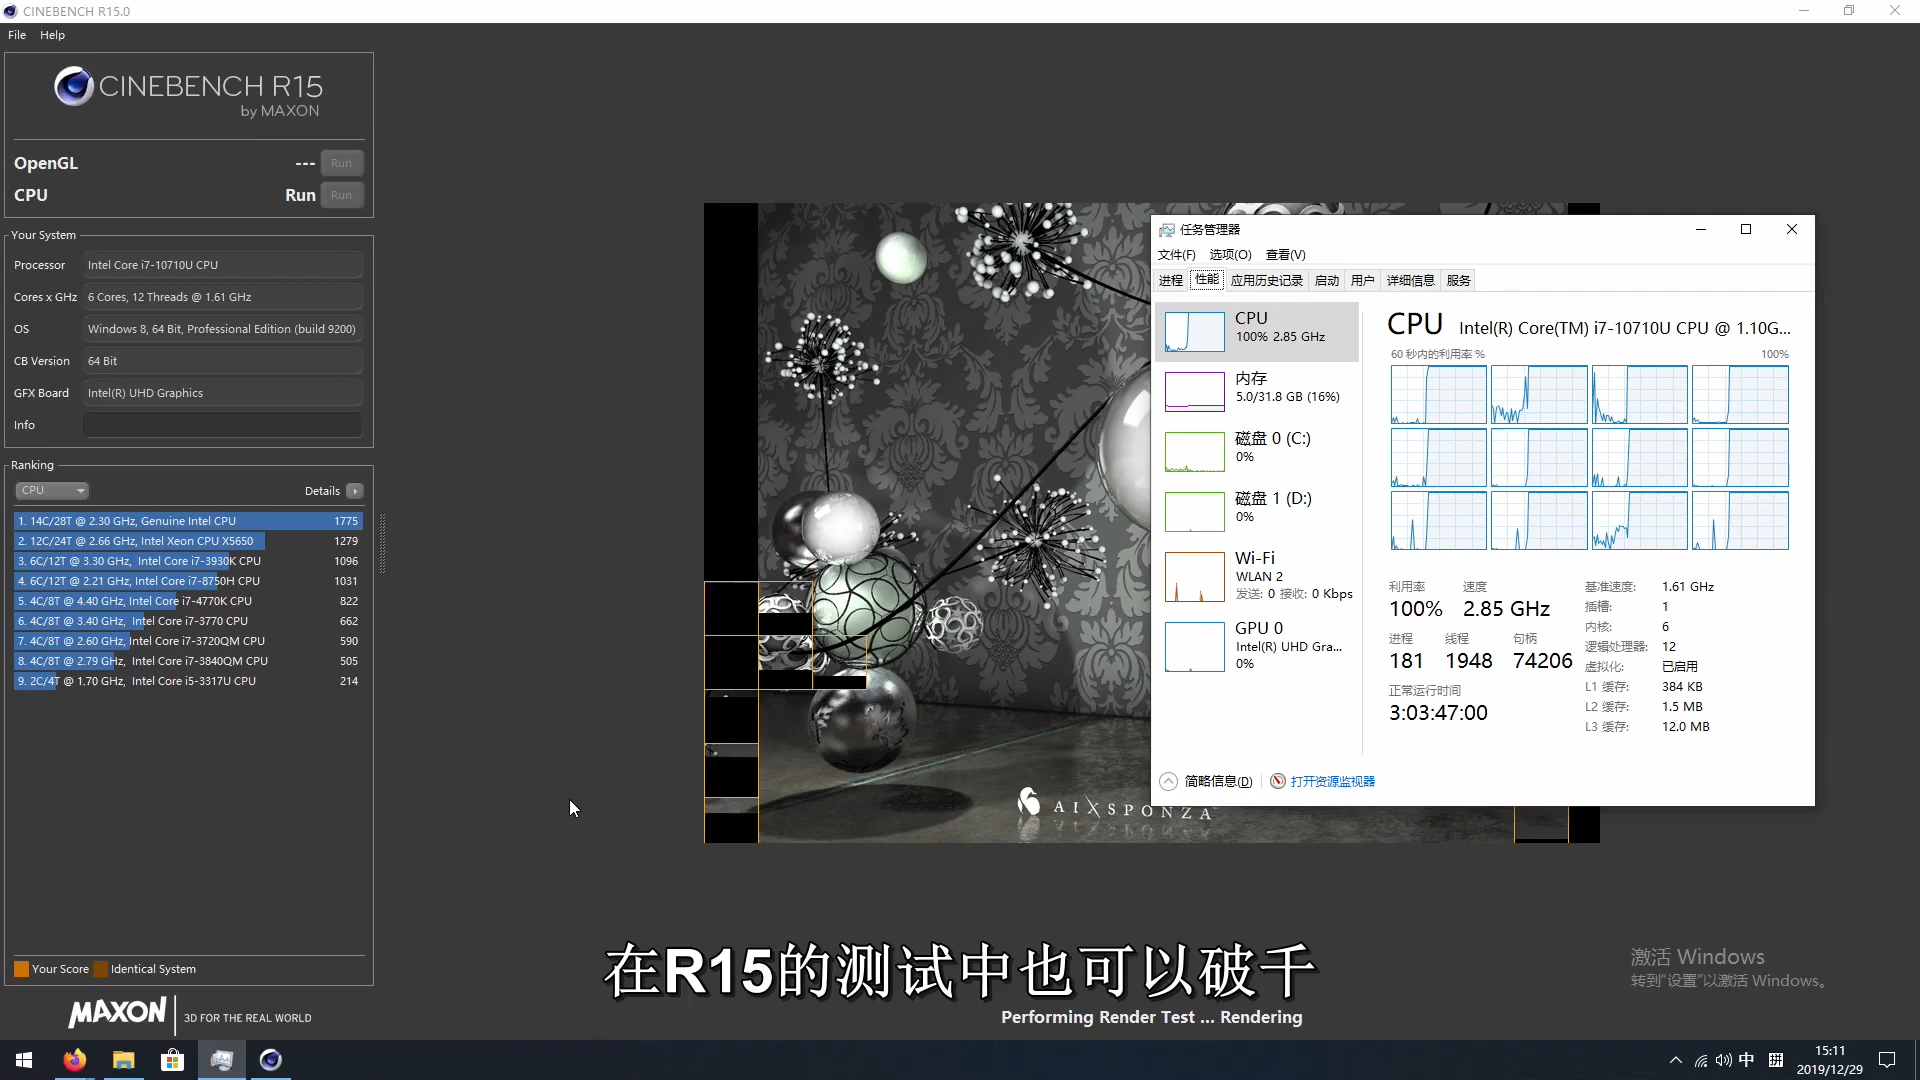 CINEBENCH R15.0
File Help
CINEBENCH R15
by MAXON
OpenGL --- Run
CPU Run Run
Your System
Processor Intel Core i7-10710U CPU
Cores x GHz 6 Cores, 12 Threads @ 1.61 GHz
OS Windows 8, 64 Bit, Professional Edition (build 9200)
CB Version 64 Bit
GFX Board Intel(R) UHD Graphics
Info
Ranking
CPU Details
1. 14C/28T @ 2.30 GHz, Genuine Intel CPU 1775
2. 12C/24T @ 2.66 GHz, Intel Xeon CPU X5650 1279
3. 6C/12T @ 3.30 GHz, Intel Core i7-3930K CPU 1096
4. 6C/12T @ 2.21 GHz, Intel Core i7-8750H CPU 1031
5. 4C/8T @ 4.40 GHz, Intel Core i7-4770K CPU 822
6. 4C/8T @ 3.40 GHz, Intel Core i7-3770 CPU 662
7. 4C/8T @ 2.60 GHz, Intel Core i7-3720QM CPU 590
8. 4C/8T @ 2.79 GHz, Intel Core i7-3840QM CPU 505
9. 2C/4T @ 1.70 GHz, Intel Core i5-3317U CPU 214
Your Score Identical System
MAXON 3D FOR THE REAL WORLD
AIXSPONZA
任务管理器
文件(F) 选项(O) 查看(V)
进程 性能 应用历史记录 启动 用户 详细信息 服务
CPU
100% 2.85 GHz
内存
5.0/31.8 GB (16%)
磁盘 0 (C:)
0%
磁盘 1 (D:)
0%
Wi-Fi
WLAN 2
发送: 0 接收: 0 Kbps
GPU 0
Intel(R) UHD Gra...
0%
CPU Intel(R) Core(TM) i7-10710U CPU @ 1.10G...
60 秒内的利用率 % 100%
利用率 速度
100% 2.85 GHz
进程 线程 句柄
181 1948 74206
正常运行时间
3:03:47:00
基准速度: 1.61 GHz
插槽: 1
内核: 6
逻辑处理器: 12
虚拟化: 已启用
L1 缓存: 384 KB
L2 缓存: 1.5 MB
L3 缓存: 12.0 MB
简略信息(D) 打开资源监视器
在R15的测试中也可以破千
Performing Render Test ... Rendering
激活 Windows
转到“设置”以激活 Windows。
中 拼
15:11
2019/12/29